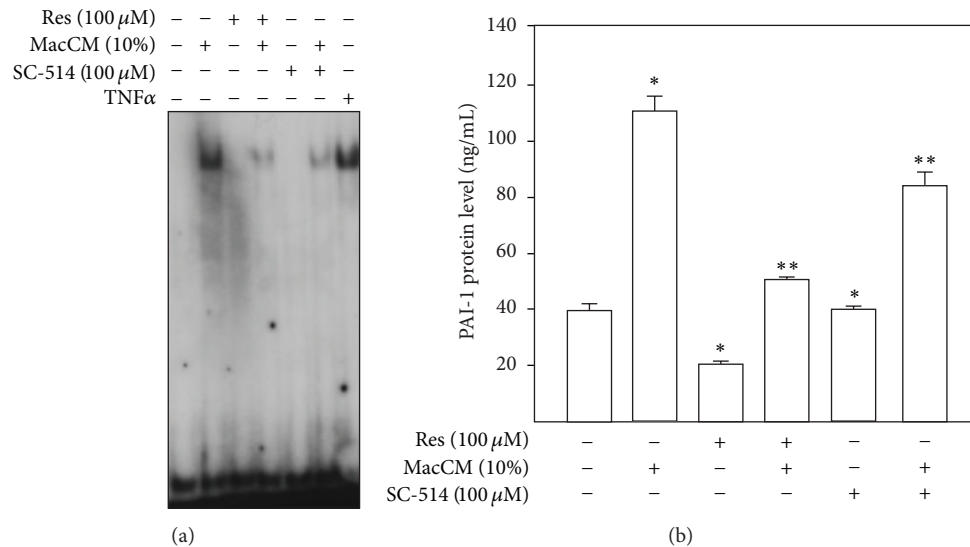 Res (100 μM) − − + + − − −
MacCM (10%) − + − + − + −
SC-514 (100 μM) − − − − + + −
TNFα − − − − − − +
(a)
PAI-1 protein level (ng/mL)
140
120
100
80
60
40
20
*
*
**
*
**
Res (100 μM) − − + + − −
MacCM (10%) − + − + − +
SC-514 (100 μM) − − − − + +
(b)